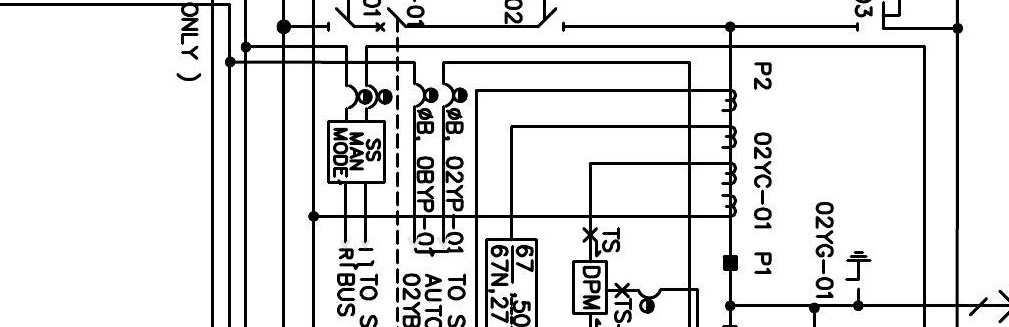 ONLY )
01
-01
02
03
P2
02YC-01
P1
02YG-01
SS
MAN
MODE
øB, 02YP-01
øB, 0BYP-01
TS
DPM
TS
67
50
67N,27
TO S
AUTO
02YB
TO S
BUS